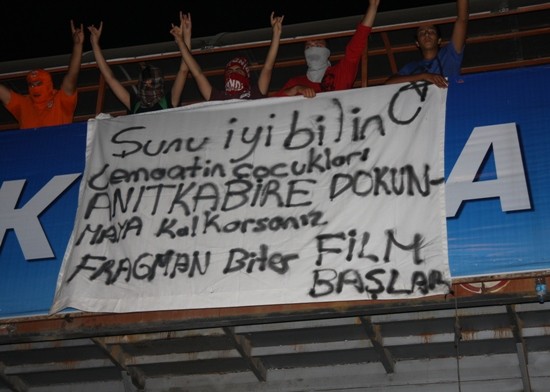 Şunu iyi bilin
Cemaatin çocukları
ANITKABİRE DOKUN-
MAYA Kalkarsanız
FRAGMAN Biter FİLM
BAŞLAR
K
A